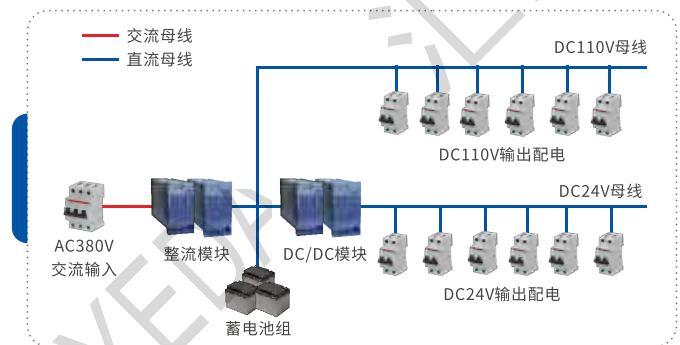 交流母线
直流母线
DC110V母线
DC110V输出配电
DC24V母线
AC380V
交流输入
整流模块
DC/DC模块
DC24V输出配电
蓄电池组
YEDA 汇